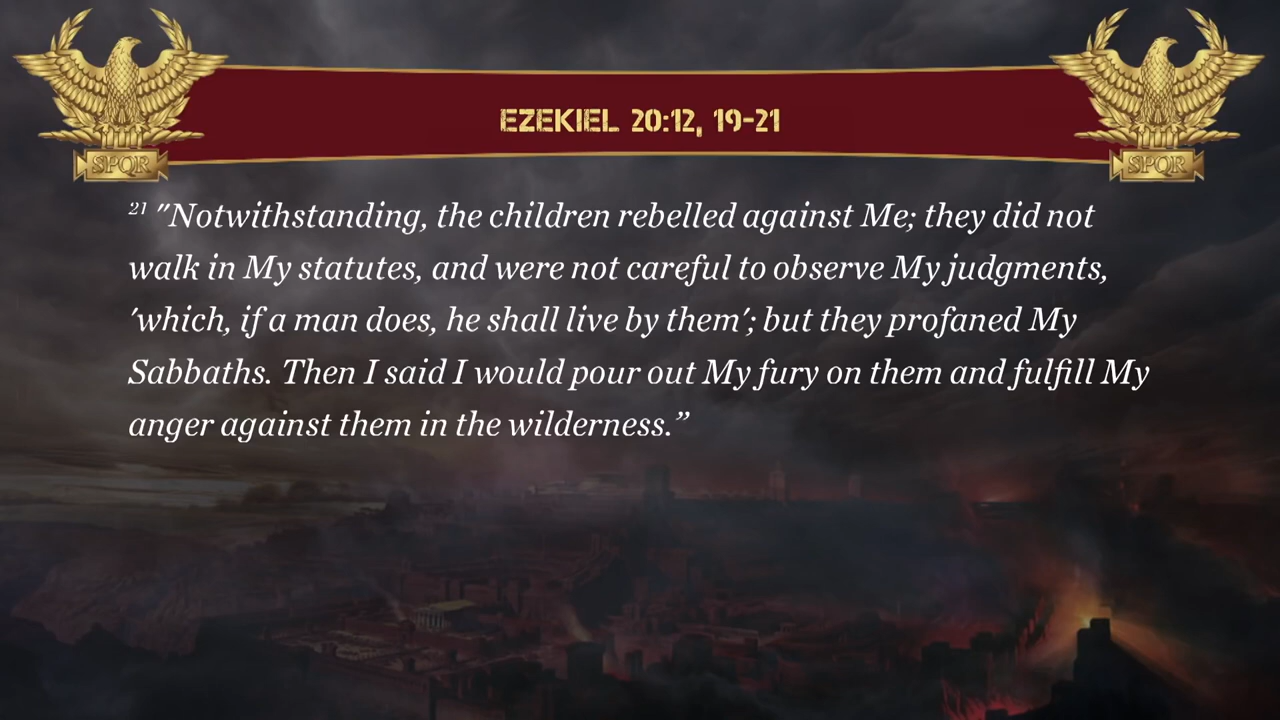 SPQR
SPQR
EZEKIEL 20:12, 19-21
21 "Notwithstanding, the children rebelled against Me; they did not
walk in My statutes, and were not careful to observe My judgments,
'which, if a man does, he shall live by them'; but they profaned My
Sabbaths. Then I said I would pour out My fury on them and fulfill My
anger against them in the wilderness.”